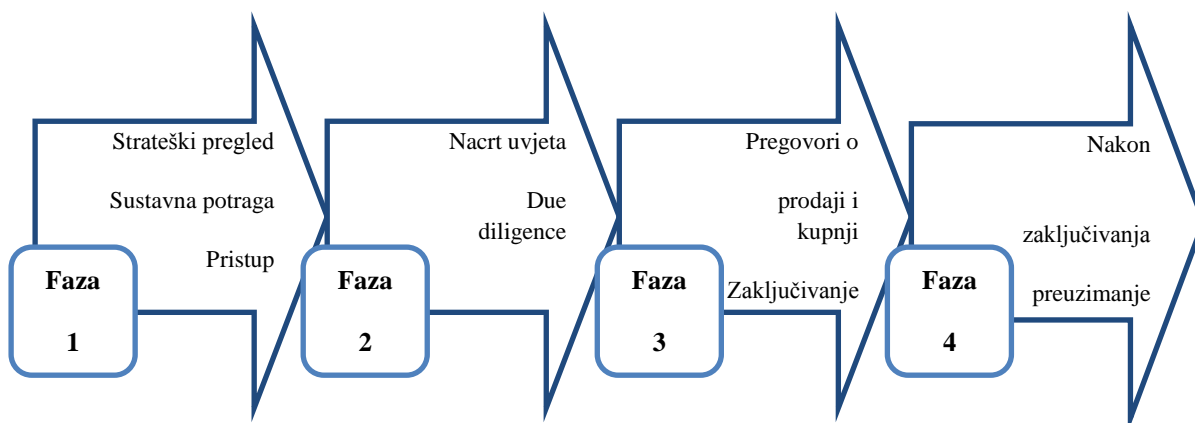 Strateški pregled
Sustavna potraga
Pristup
Faza
1
Nacrt uvjeta
Due
diligence
Faza
2
Pregovori o
prodaji i
kupnji
Zaključivanje
Faza
3
Nakon
zaključivanja
preuzimanje
Faza
4